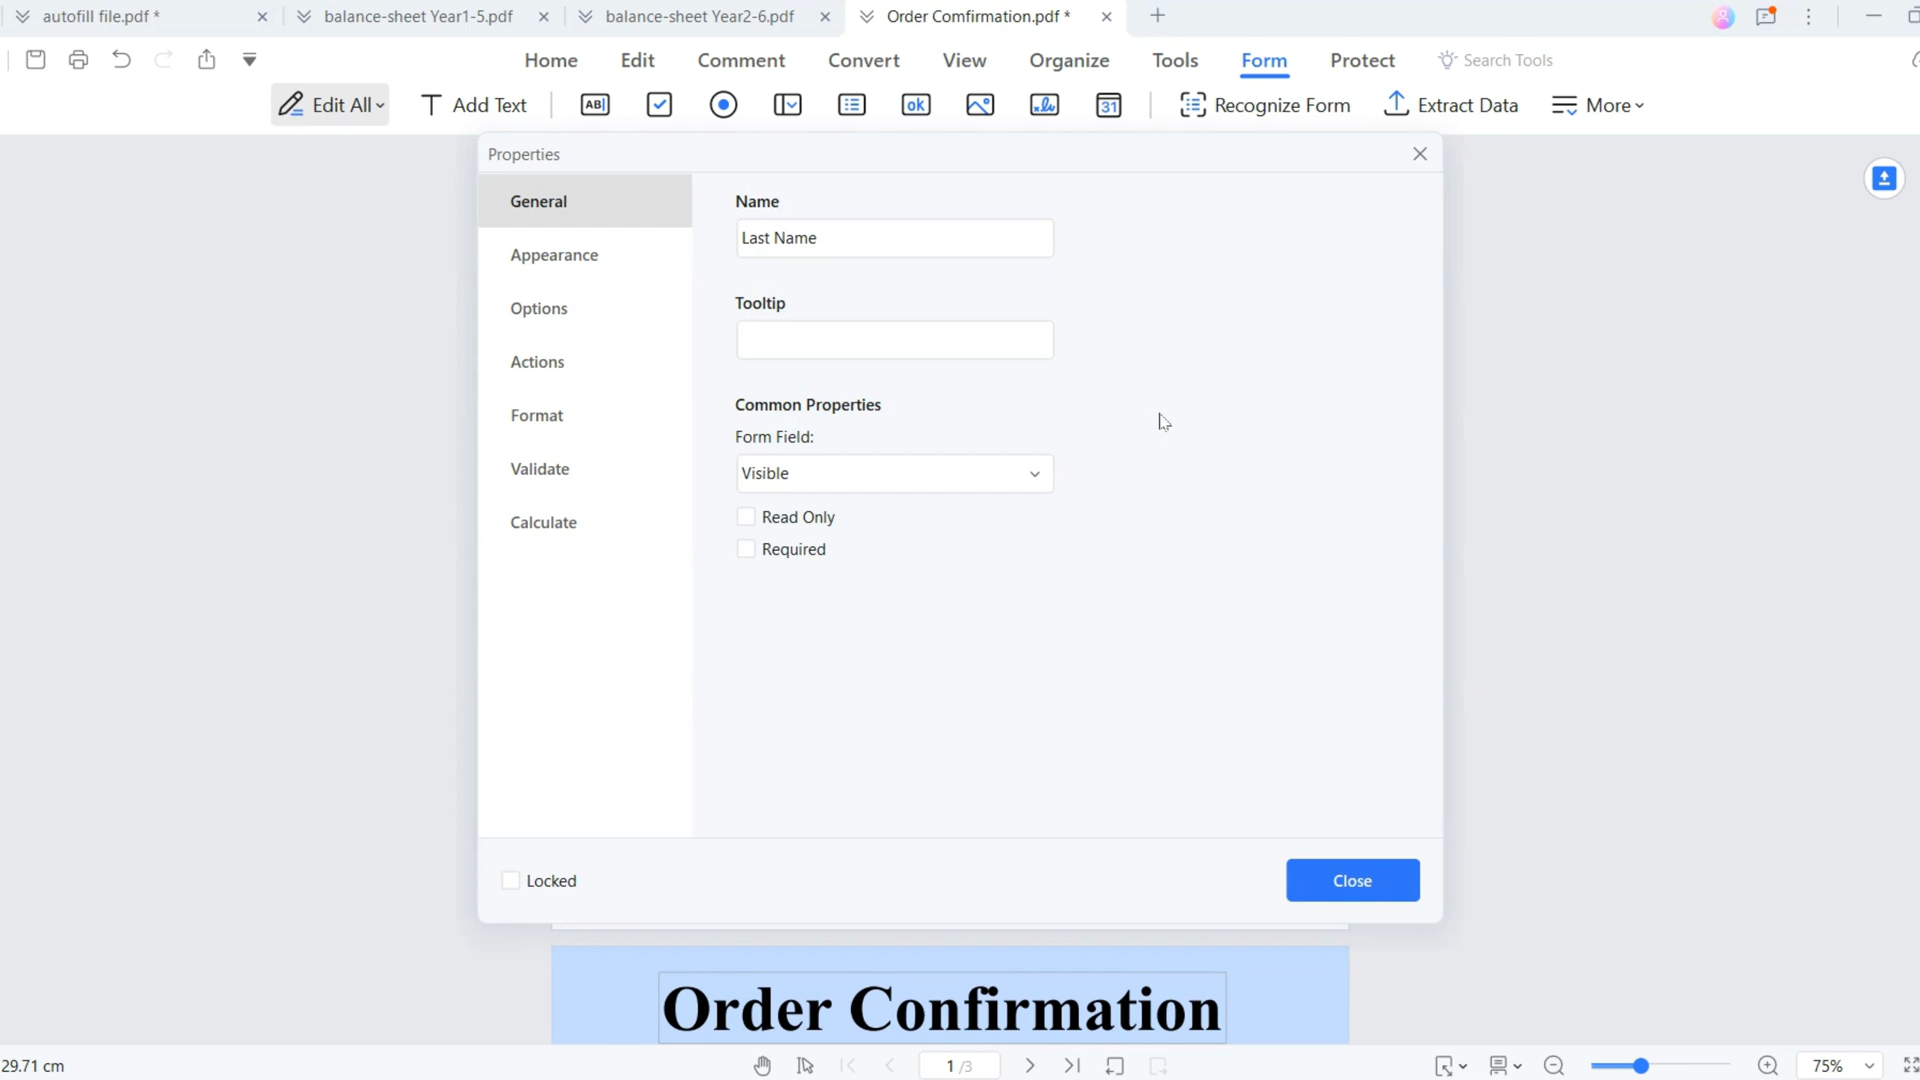 autofill file.pdf *
balance-sheet Year1-5.pdf
balance-sheet Year2-6.pdf
Order Comfirmation.pdf *
Home
Edit
Comment
Convert
View
Organize
Tools
Form
Protect
Search Tools
Edit All
Add Text
AB
ok
31
Recognize Form
Extract Data
More
Properties
General
Appearance
Options
Actions
Format
Validate
Calculate
Name
Last Name
Tooltip
Common Properties
Form Field:
Visible
Read Only
Required
Locked
Close
Order Confirmation
29.71 cm
1 /3
75%